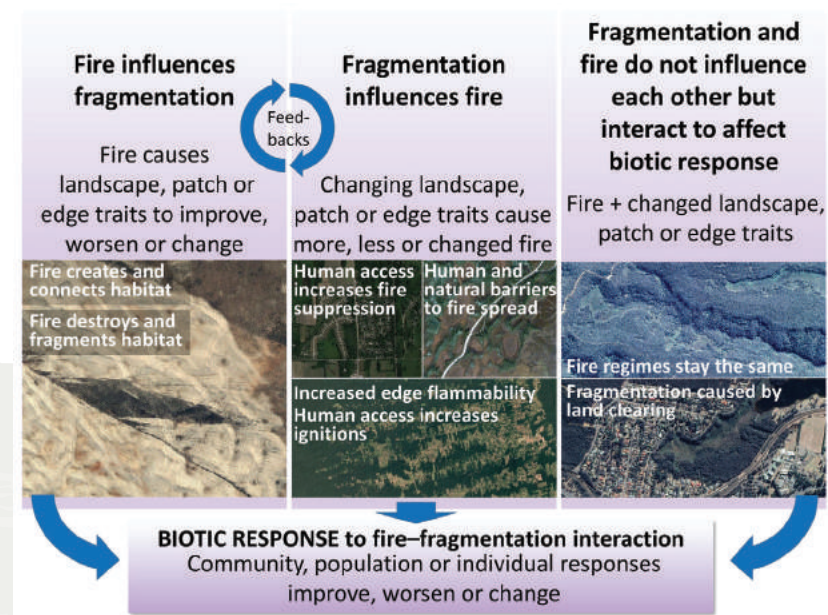 Fire influences
fragmentation
Feed-
backs
Fire causes
landscape, patch or
edge traits to improve,
worsen or change
Fire creates and
connects habitat
Fire destroys and
fragments habitat
Fragmentation
influences fire
Changing landscape,
patch or edge traits cause
more, less or changed fire
Human access
increases fire
suppression
Human and
natural barriers
to fire spread
Increased edge flammability
Human access increases
ignitions
Fragmentation and
fire do not influence
each other but
interact to affect
biotic response
Fire + changed landscape,
patch or edge traits
Fire regimes stay the same
Fragmentation caused by
land clearing
BIOTIC RESPONSE to fire–fragmentation interaction
Community, population or individual responses
improve, worsen or change